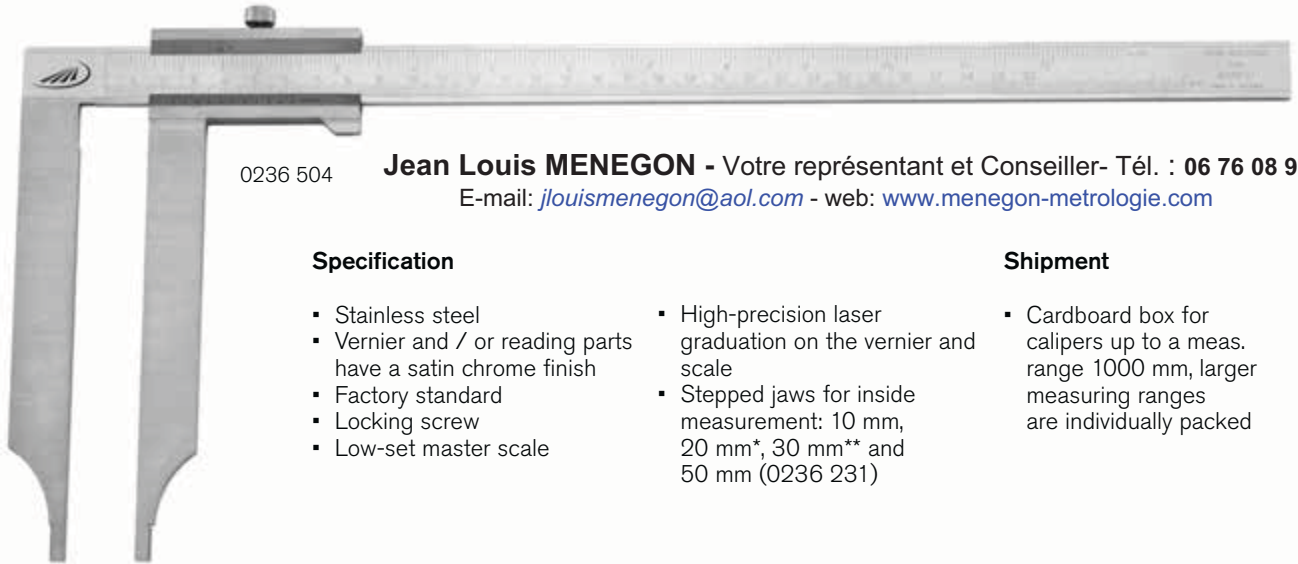 0236 504
Jean Louis MENEGON - Votre représentant et Conseiller- Tél. : 06 76 08 9
E-mail: jlouismenegon@aol.com - web: www.menegon-metrologie.com
Specification
▪ Stainless steel
▪ Vernier and / or reading parts
have a satin chrome finish
▪ Factory standard
▪ Locking screw
▪ Low-set master scale
▪ High-precision laser
graduation on the vernier and
scale
▪ Stepped jaws for inside
measurement: 10 mm,
20 mm*, 30 mm** and
50 mm (0236 231)
Shipment
▪ Cardboard box for
calipers up to a meas.
range 1000 mm, larger
measuring ranges
are individually packed